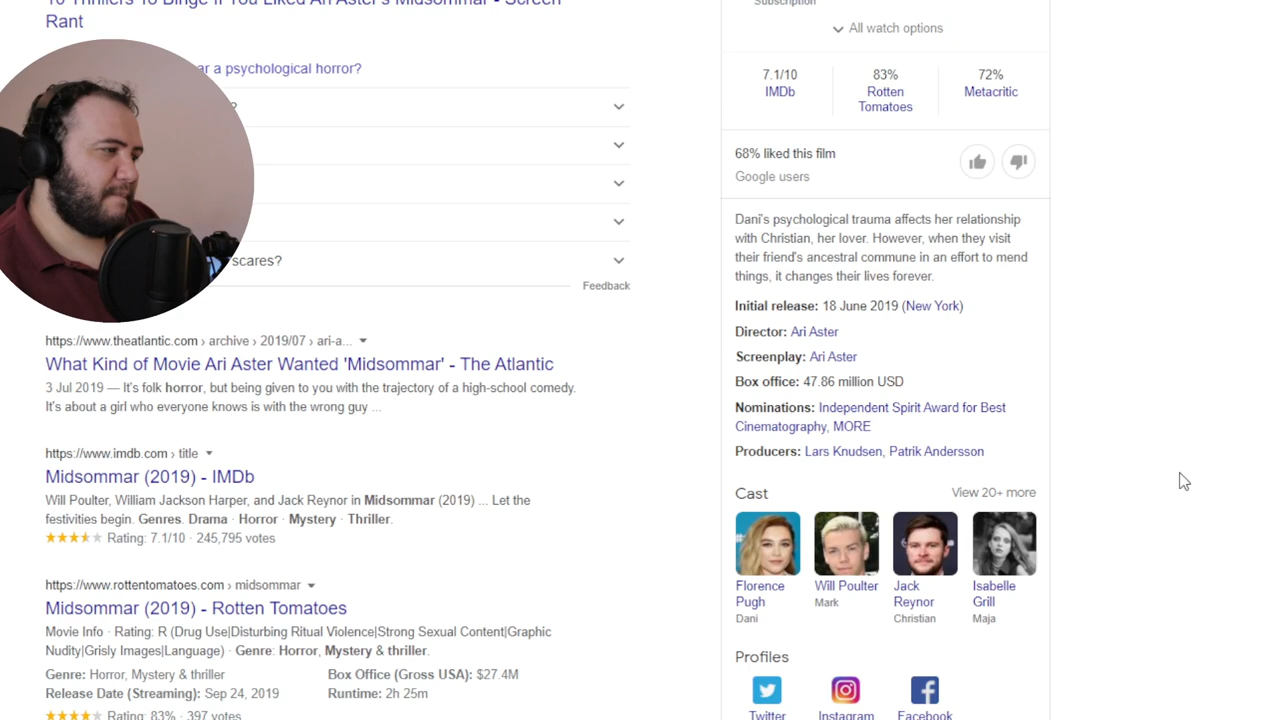 10 Thrillers To Binge If You Liked Ari Aster's Midsommar - Screen
Rant
ar a psychological horror?
?
scares?
Feedback
https://www.theatlantic.com › archive › 2019/07 › ari-a...
What Kind of Movie Ari Aster Wanted 'Midsommar' - The Atlantic
3 Jul 2019 — It's folk horror, but being given to you with the trajectory of a high-school comedy.
It's about a girl who everyone knows is with the wrong guy ...
https://www.imdb.com › title
Midsommar (2019) - IMDb
Will Poulter, William Jackson Harper, and Jack Reynor in Midsommar (2019) ... Let the
festivities begin. Genres. Drama · Horror · Mystery · Thriller.
Rating: 7.1/10 · 245,795 votes
https://www.rottentomatoes.com › midsommar
Midsommar (2019) - Rotten Tomatoes
Movie Info · Rating: R (Drug Use|Disturbing Ritual Violence|Strong Sexual Content|Graphic
Nudity|Grisly Images|Language) · Genre: Horror, Mystery & thriller.
Genre: Horror, Mystery & thriller
Box Office (Gross USA): $27.4M
Release Date (Streaming): Sep 24, 2019
Runtime: 2h 25m
Rating: 83% · 397 votes
Subscription
All watch options
7.1/10
IMDb
83%
Rotten
Tomatoes
72%
Metacritic
68% liked this film
Google users
Dani's psychological trauma affects her relationship
with Christian, her lover. However, when they visit
their friend's ancestral commune in an effort to mend
things, it changes their lives forever.
Initial release: 18 June 2019 (New York)
Director: Ari Aster
Screenplay: Ari Aster
Box office: 47.86 million USD
Nominations: Independent Spirit Award for Best
Cinematography, MORE
Producers: Lars Knudsen, Patrik Andersson
Cast
View 20+ more
Florence
Pugh
Dani
Will Poulter
Mark
Jack
Reynor
Christian
Isabelle
Grill
Maja
Profiles
Twitter
Instagram
Facebook